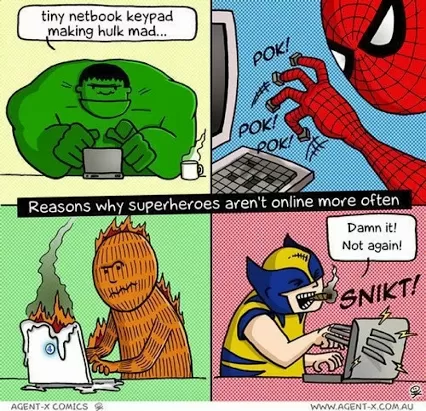 tiny netbook keypad
making hulk mad...
POK!
POK!
POK!
Reasons why superheroes aren't online more often
Damn it!
Not again!
SNIKT!
AGENT-X COMICS
WWW.AGENT-X.COM.AU